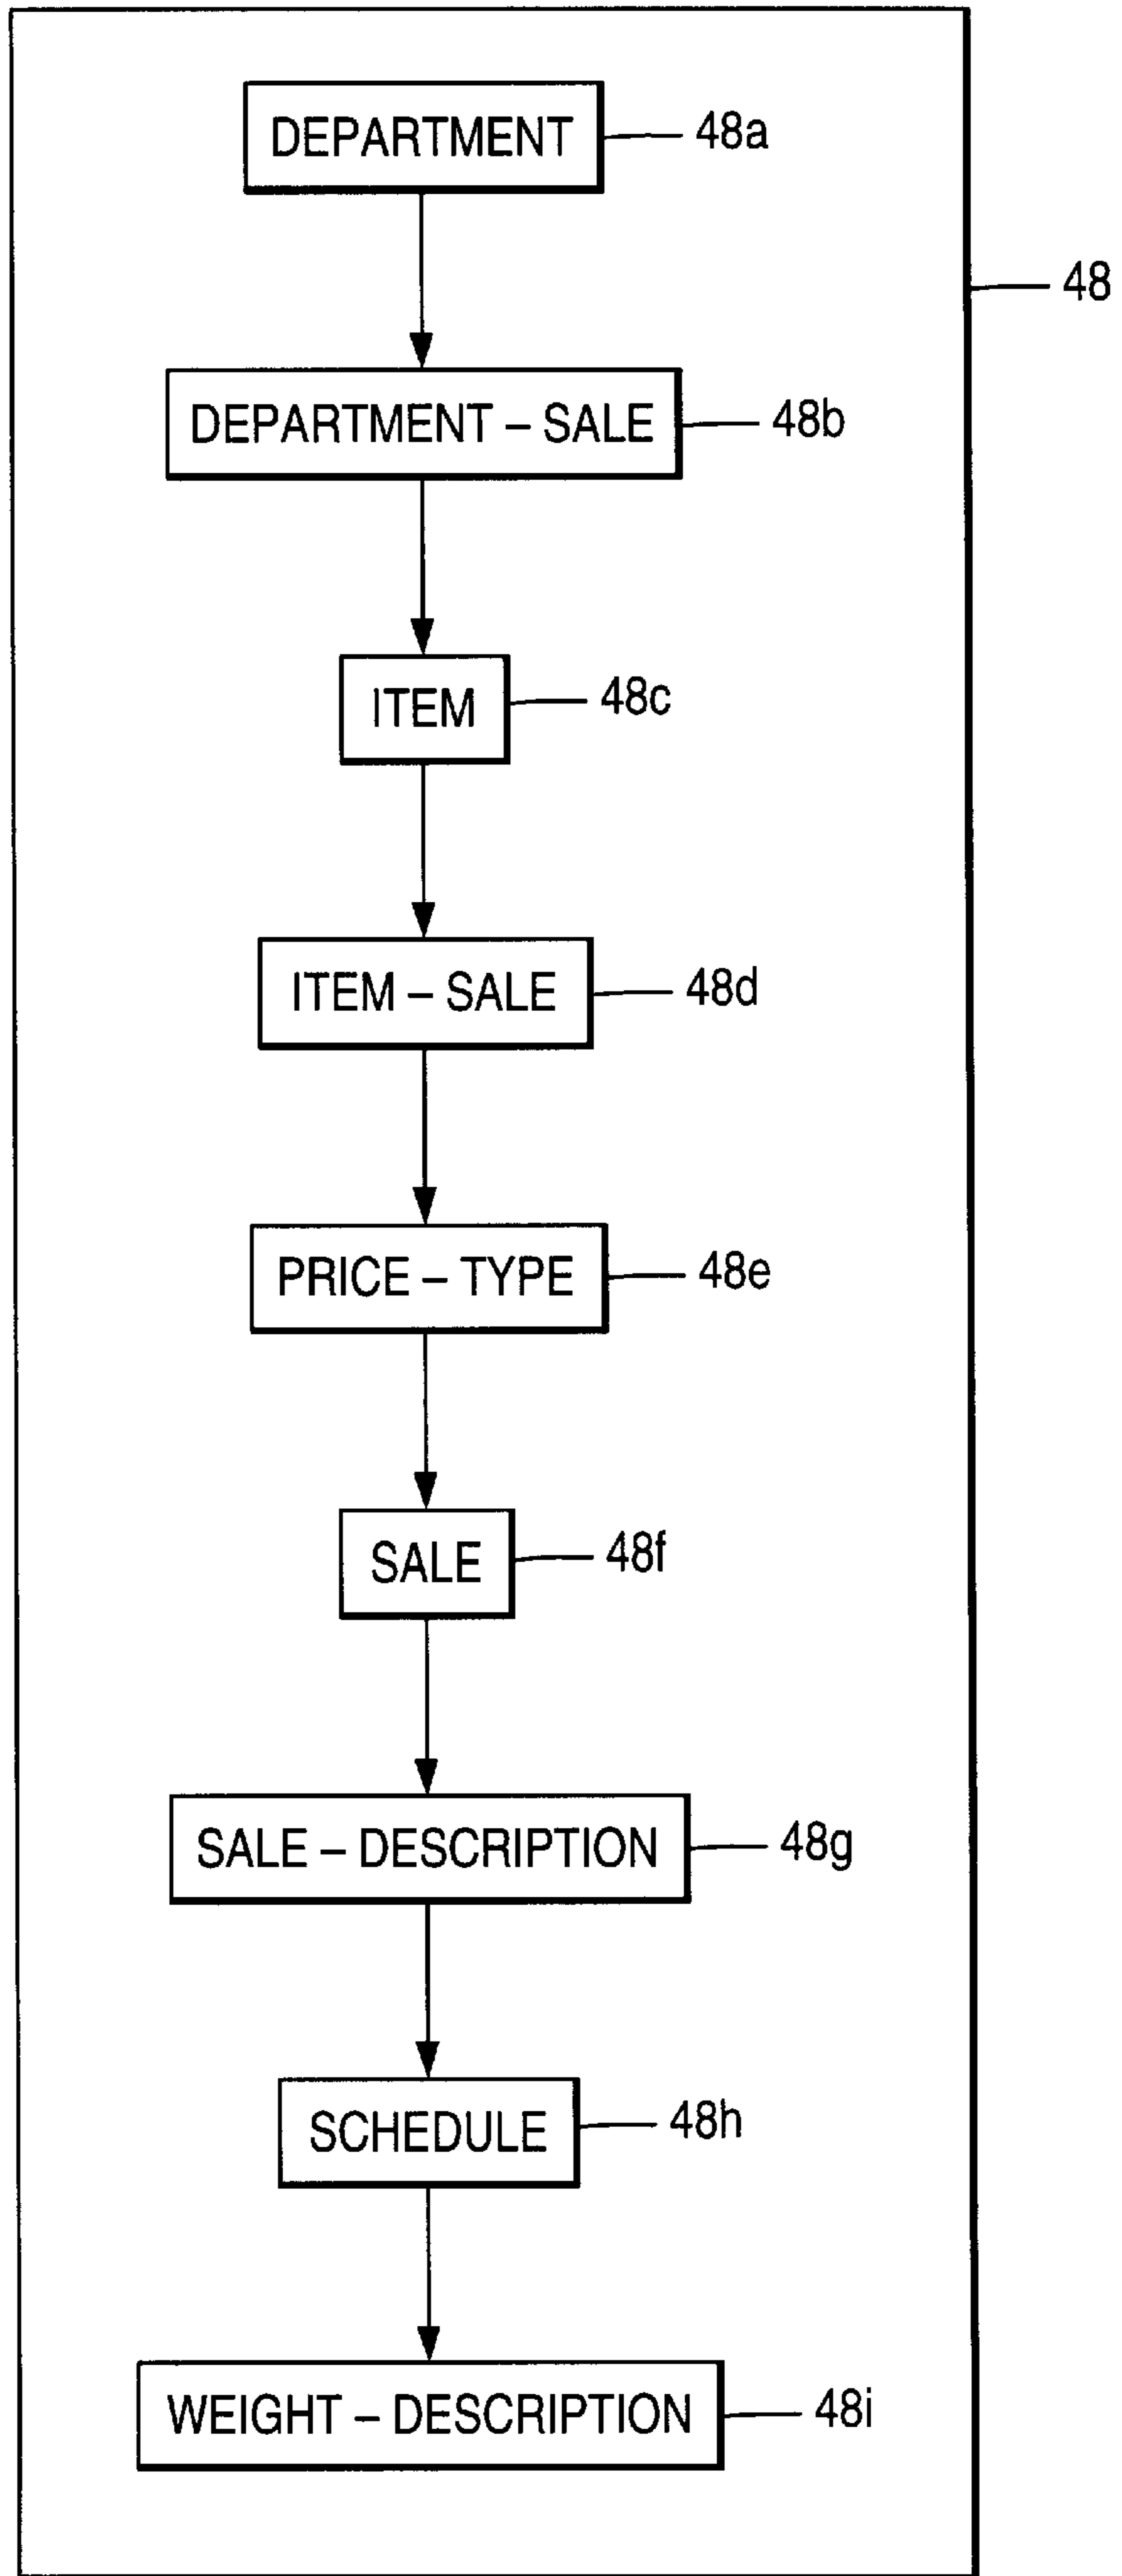 DEPARTMENT 48a
48
DEPARTMENT – SALE 48b
ITEM 48c
ITEM – SALE 48d
PRICE – TYPE 48e
SALE 48f
SALE – DESCRIPTION 48g
SCHEDULE 48h
WEIGHT – DESCRIPTION 48i